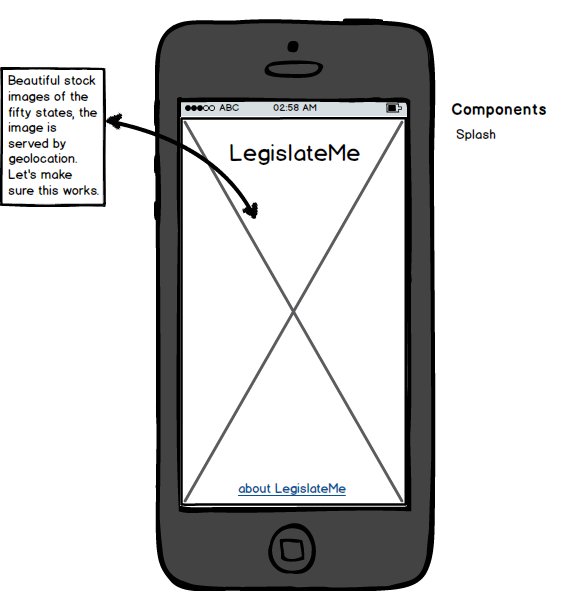 Beautiful stock
images of the
fifty states, the
image is
served by
geolocation.
Let's make
sure this works.
ABC 02:58 AM
LegislateMe
about LegislateMe
Components
Splash